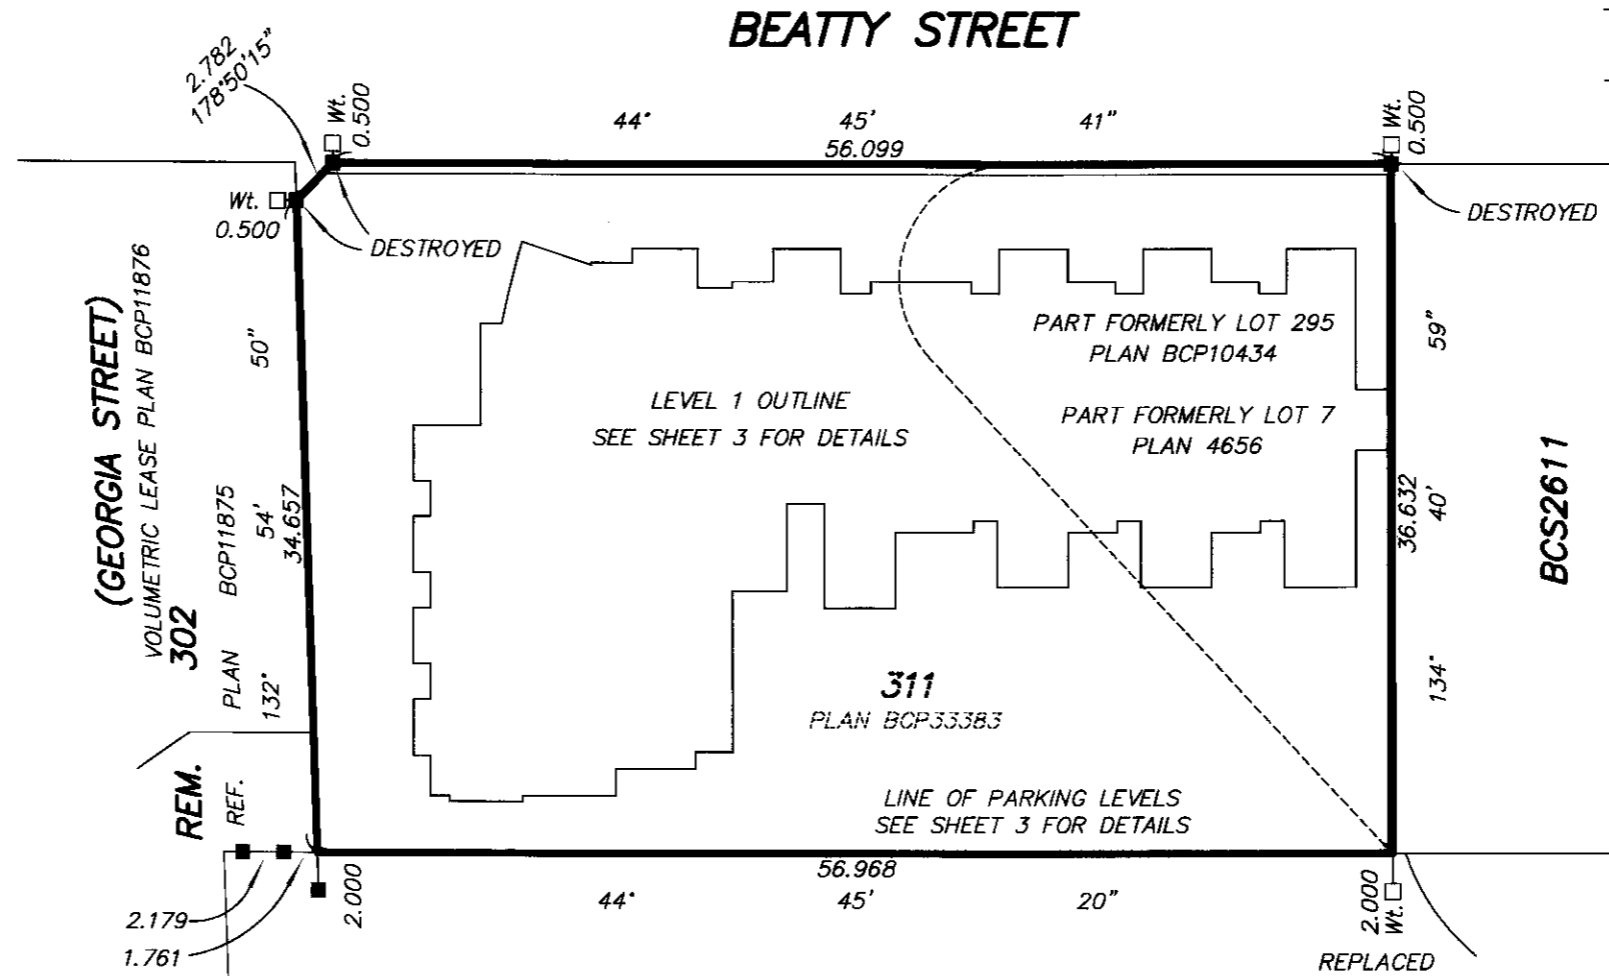 BEATTY STREET
2.782
178°50'15"
Wt.
0.500
44° 45' 41"
56.099
Wt.
0.500
Wt.
0.500
DESTROYED
DESTROYED
(GEORGIA STREET)
VOLUMETRIC LEASE PLAN BCP11876
302
PLAN BCP11875
132° 54' 50"
34.657
PART FORMERLY LOT 295
PLAN BCP10434
LEVEL 1 OUTLINE
SEE SHEET 3 FOR DETAILS
PART FORMERLY LOT 7
PLAN 4656
134° 40' 59"
36.632
BCS2611
311
PLAN BCP33383
REM.
REF.
LINE OF PARKING LEVELS
SEE SHEET 3 FOR DETAILS
56.968
44° 45' 20"
2.179
1.761
2.000
2.000
Wt.
REPLACED